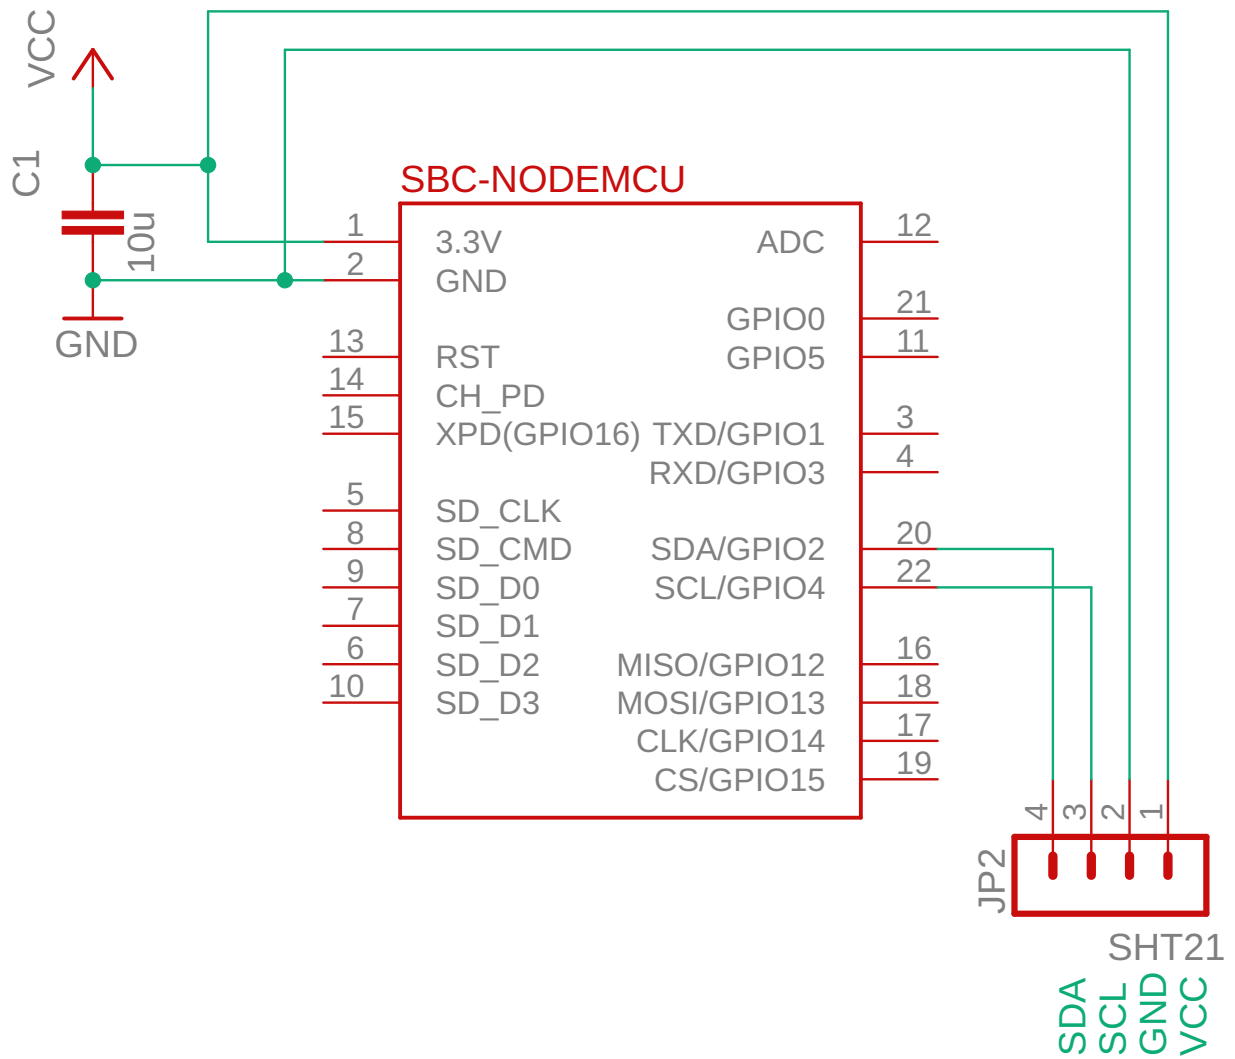 VCC
C1
10u
GND
SBC-NODEMCU
1 3.3V ADC 12
2 GND
GPIO0 21
13 RST GPIO5 11
14 CH_PD
15 XPD(GPIO16) TXD/GPIO1 3
RXD/GPIO3 4
5 SD_CLK
8 SD_CMD SDA/GPIO2 20
9 SD_D0 SCL/GPIO4 22
7 SD_D1
6 SD_D2 MISO/GPIO12 16
10 SD_D3 MOSI/GPIO13 18
CLK/GPIO14 17
CS/GPIO15 19
4 3 2 1
JP2
SHT21
SDA
SCL
GND
VCC